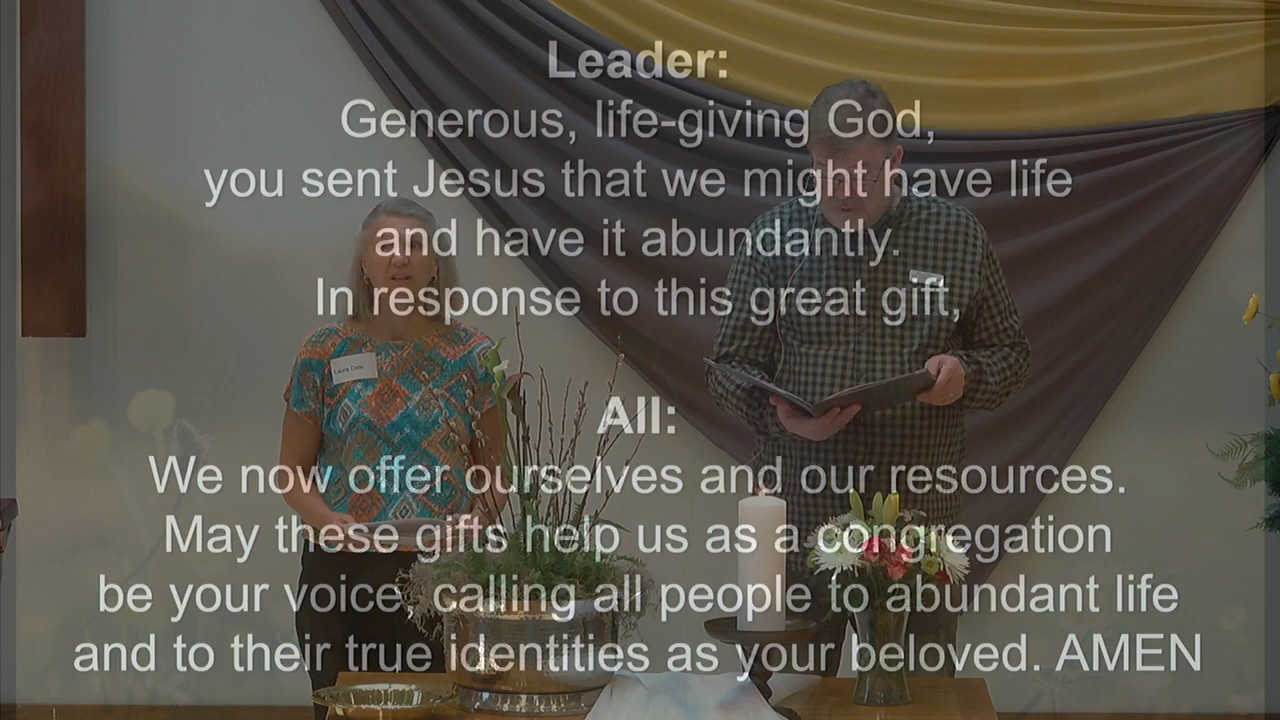 Leader:
Generous, life-giving God,
you sent Jesus that we might have life
and have it abundantly.
In response to this great gift,
All:
We now offer ourselves and our resources.
May these gifts help us as a congregation
be your voice, calling all people to abundant life
and to their true identities as your beloved. AMEN
Laura